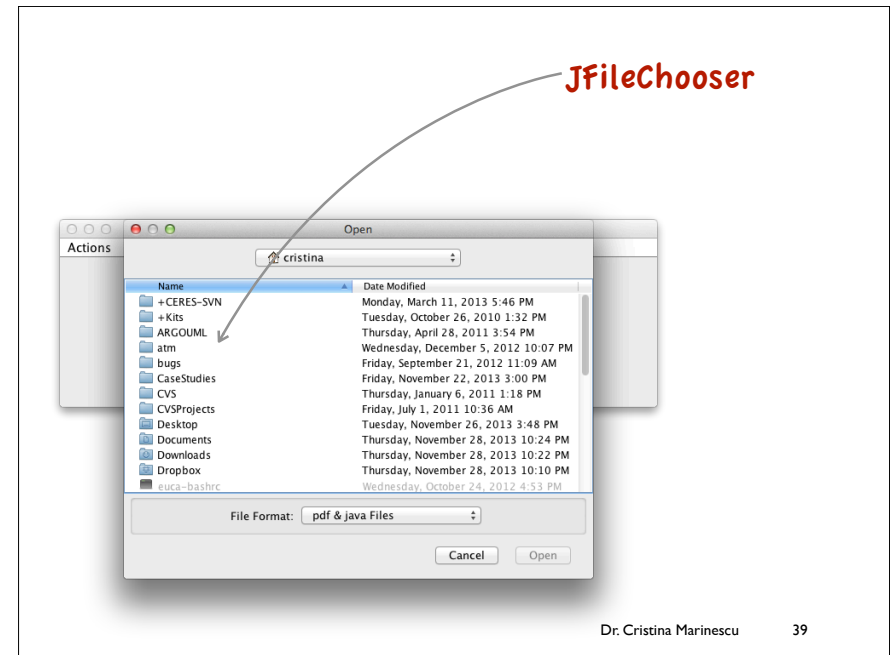 JFileChooser
Open
Actions
cristina
Name Date Modified
+CERES-SVN Monday, March 11, 2013 5:46 PM
+Kits Tuesday, October 26, 2010 1:32 PM
ARGOUML Thursday, April 28, 2011 3:54 PM
atm Wednesday, December 5, 2012 10:07 PM
bugs Friday, September 21, 2012 11:09 AM
CaseStudies Friday, November 22, 2013 3:00 PM
CVS Thursday, January 6, 2011 1:18 PM
CVSProjects Friday, July 1, 2011 10:36 AM
Desktop Tuesday, November 26, 2013 3:48 PM
Documents Thursday, November 28, 2013 10:24 PM
Downloads Thursday, November 28, 2013 10:22 PM
Dropbox Thursday, November 28, 2013 10:10 PM
euca-bashrc Wednesday, October 24, 2012 4:53 PM
File Format: pdf & java Files
Cancel Open
Dr. Cristina Marinescu 39